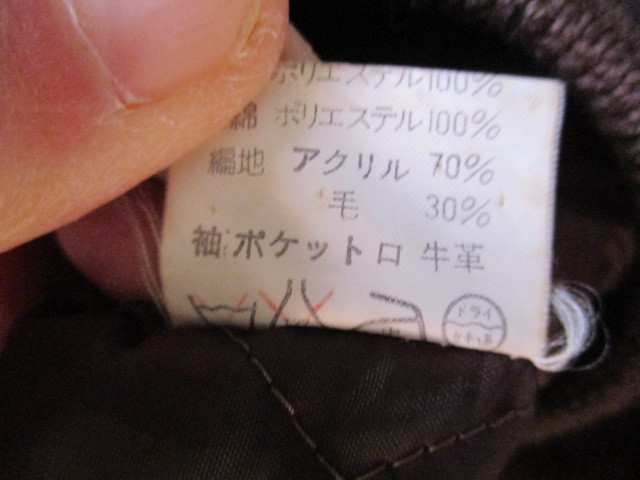 ポリエステル100%
綿 ポリエステル100%
編地 アクリル 70%
毛 30%
袖:ポケット口 牛革
ドライ